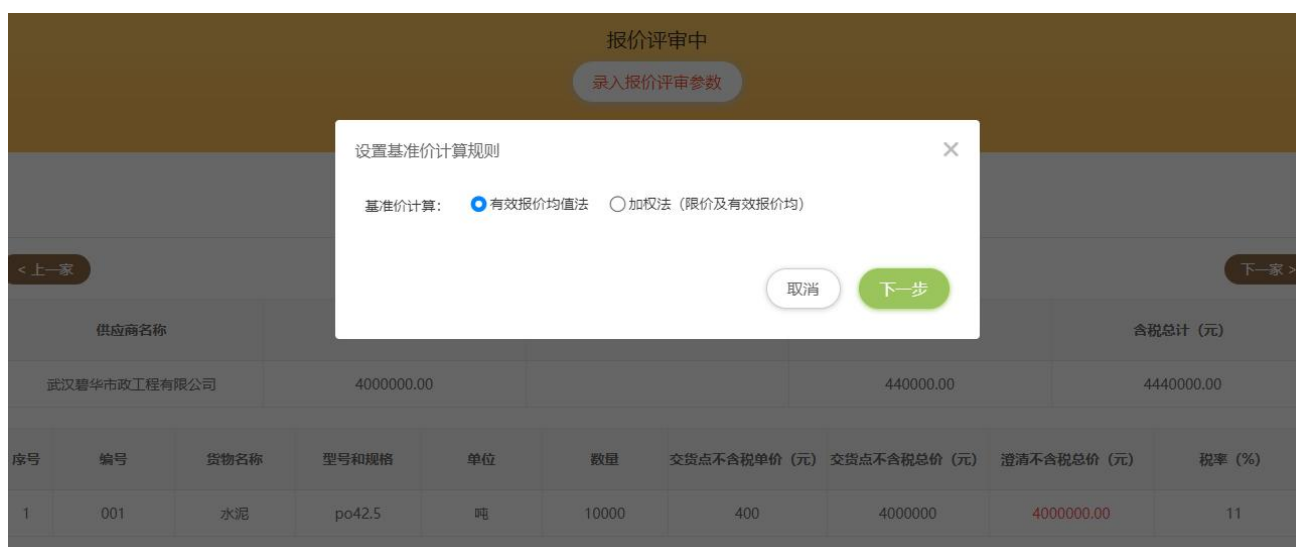 报价评审中
录入报价评审参数
设置基准价计算规则 ×
基准价计算： 有效报价均值法 加权法（限价及有效报价均）
< 上一家 下一家 >
取消 下一步
供应商名称 含税总计（元）
武汉碧华市政工程有限公司 4000000.00 440000.00 4440000.00
序号 编号 货物名称 型号和规格 单位 数量 交货点不含税单价（元） 交货点不含税总价（元） 澄清不含税总价（元） 税率（%）
1 001 水泥 po42.5 吨 10000 400 4000000 4000000.00 11